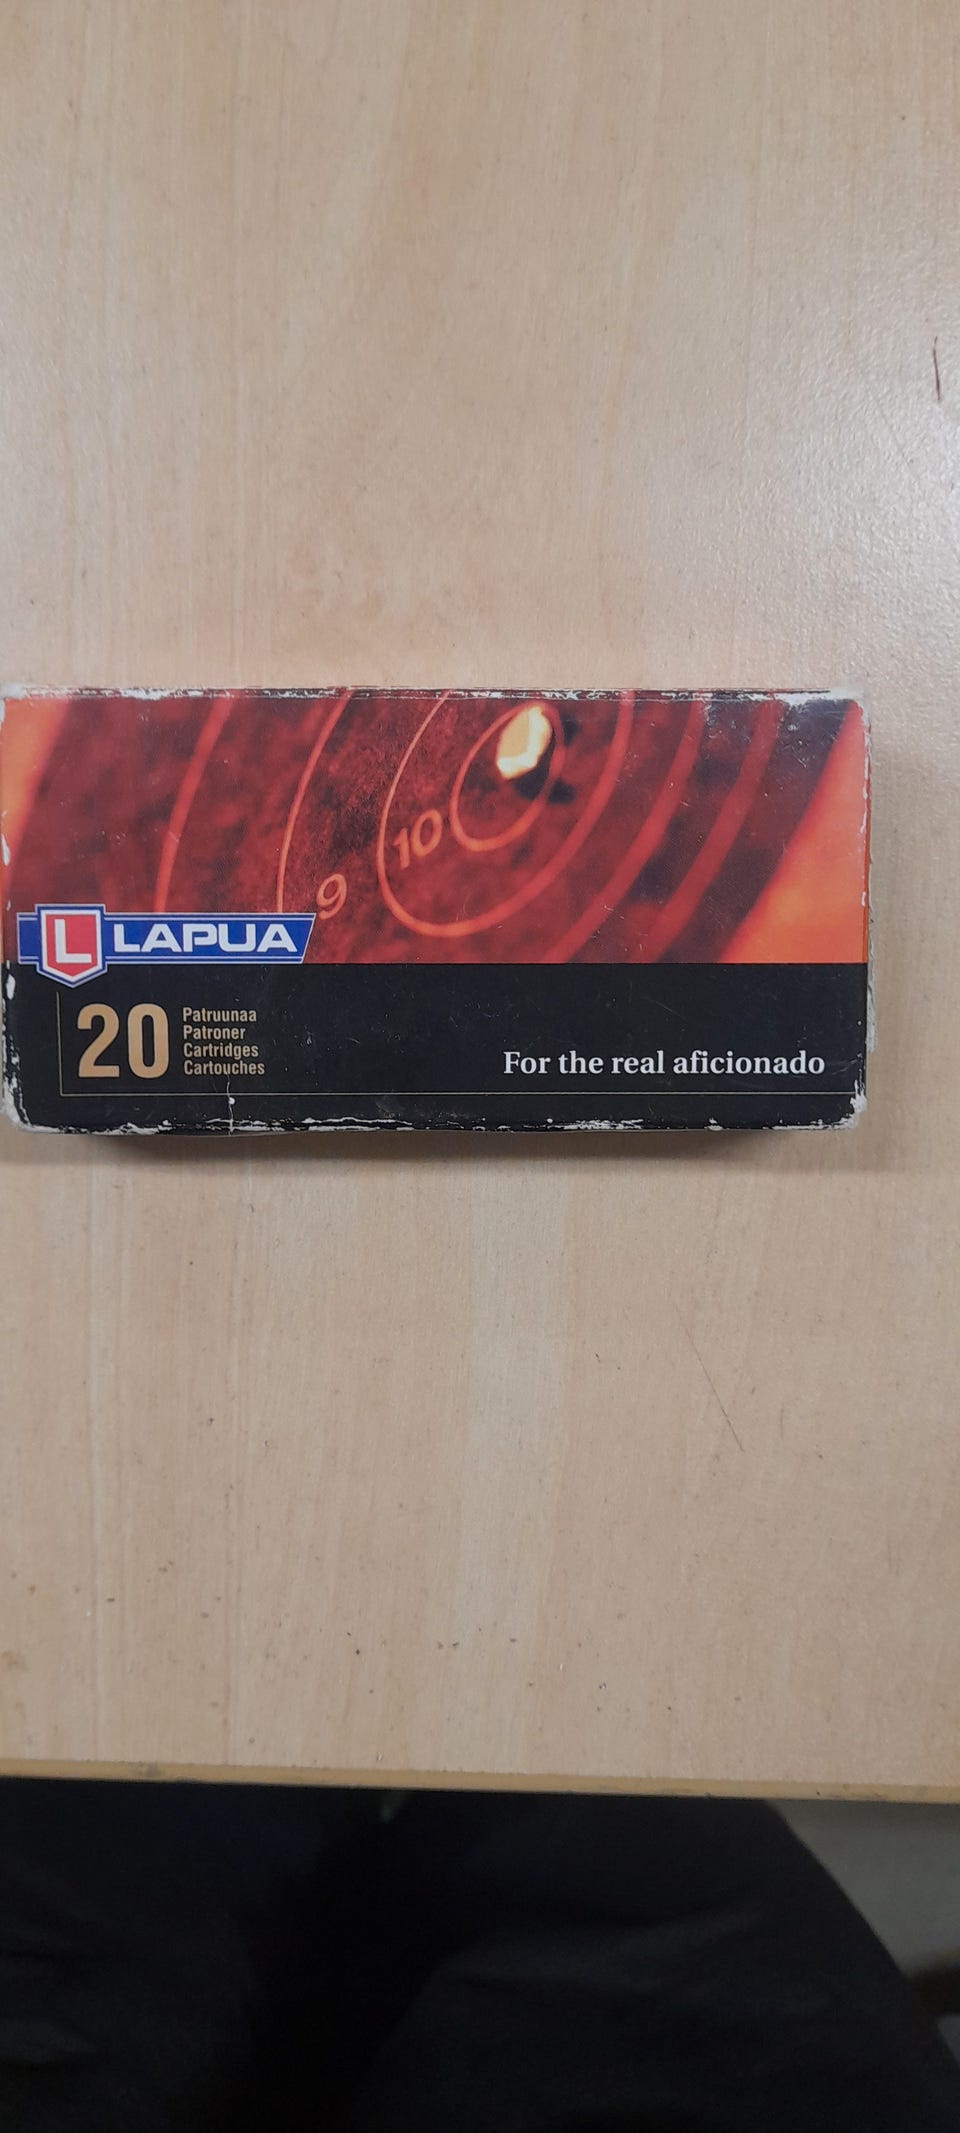 10
9
L LAPUA
20
Patruunaa
Patroner
Cartridges
Cartouches
For the real aficionado